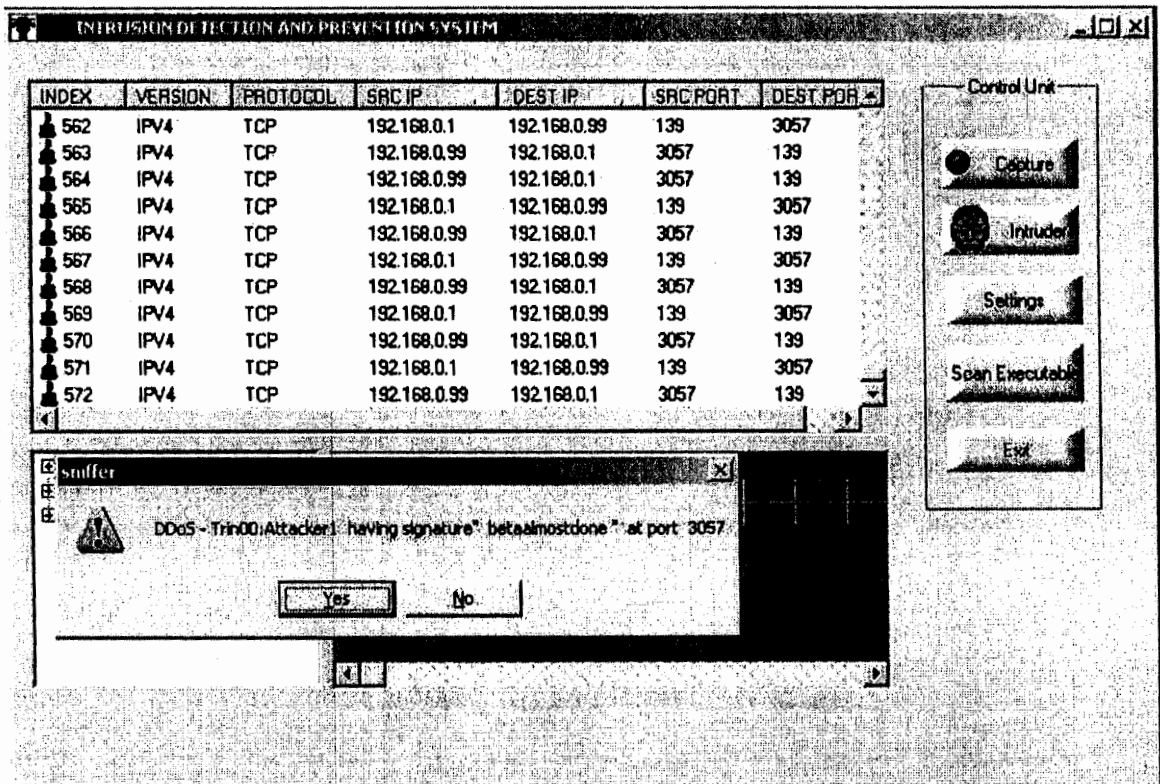 INTRUSION DETECTION AND PREVENTION SYSTEM
INDEX VERSION PROTOCOL SRC IP DEST IP SRC PORT DEST POR
562 IPV4 TCP 192.168.0.1 192.168.0.99 139 3057
563 IPV4 TCP 192.168.0.99 192.168.0.1 3057 139
564 IPV4 TCP 192.168.0.99 192.168.0.1 3057 139
565 IPV4 TCP 192.168.0.1 192.168.0.99 139 3057
566 IPV4 TCP 192.168.0.99 192.168.0.1 3057 139
567 IPV4 TCP 192.168.0.1 192.168.0.99 139 3057
568 IPV4 TCP 192.168.0.99 192.168.0.1 3057 139
569 IPV4 TCP 192.168.0.1 192.168.0.99 139 3057
570 IPV4 TCP 192.168.0.99 192.168.0.1 3057 139
571 IPV4 TCP 192.168.0.1 192.168.0.99 139 3057
572 IPV4 TCP 192.168.0.99 192.168.0.1 3057 139
Control Unit
Capture
Intruder
Settings
Scan Executable
Exit
sniffer
DDoS - Trin00:Attacker1 having signature" betaalmostdone " at port 3057
Yes No